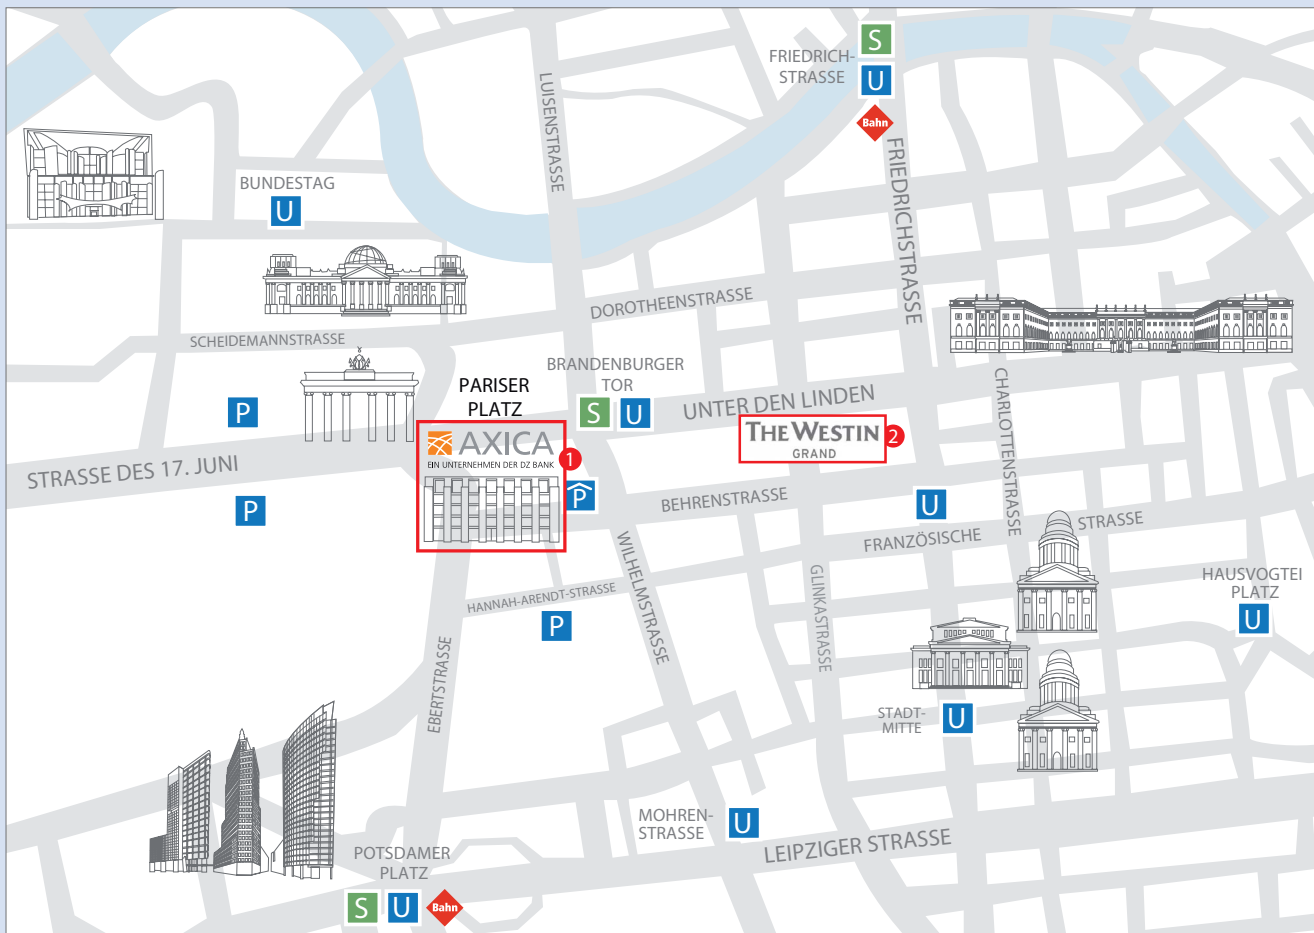 S
FRIEDRICH-
STRASSE
U
Bahn
LUISENSTRASSE
FRIEDRICHSTRASSE
BUNDESTAG
U
DOROTHEENSTRASSE
SCHEIDEMANNSTRASSE
BRANDENBURGER
TOR
S U
PARISER
PLATZ
UNTER DEN LINDEN
CHARLOTTENSTRASSE
P
AXICA
EIN UNTERNEHMEN DER DZ BANK
1
THE WESTIN
GRAND
2
STRASSE DES 17. JUNI
P
P
BEHRENSTRASSE
U
FRANZÖSISCHE
STRASSE
WILHELMSTRASSE
GLINKASTRASSE
HANNAH-ARENDT-STRASSE
P
HAUSVOGTEI
PLATZ
U
EBERTSTRASSE
STADT-
MITTE
U
MOHREN-
STRASSE
U
LEIPZIGER STRASSE
POTSDAMER
PLATZ
S U Bahn